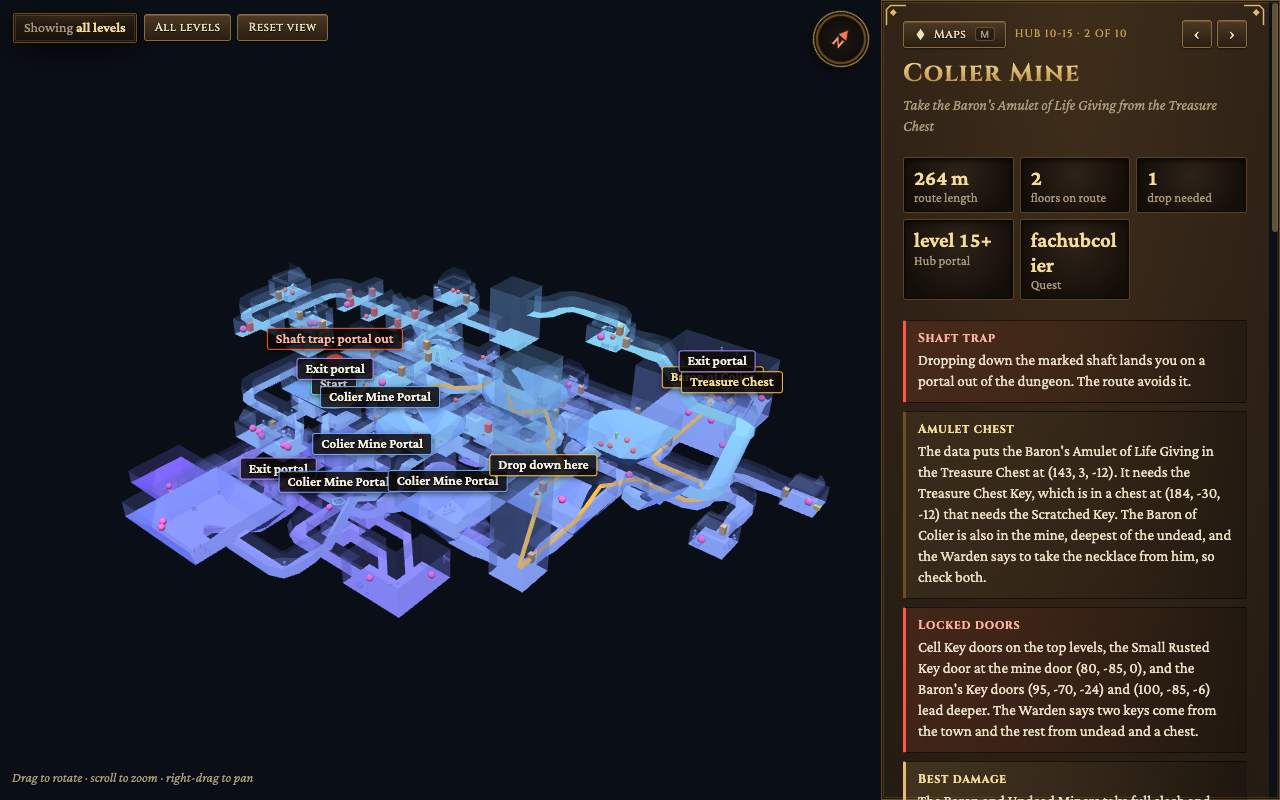 Showing all levels
ALL LEVELS
RESET VIEW
N
Shaft trap: portal out
Exit portal
Start
Colier Mine Portal
Colier Mine Portal
Exit portal
Colier Mine Portal
Colier Mine Portal
Drop down here
Exit portal
Treasure Chest
Drag to rotate · scroll to zoom · right-drag to pan
MAPS M
HUB 10-15 · 2 OF 10
‹ ›
COLIER MINE
Take the Baron's Amulet of Life Giving from the Treasure
Chest
264 m
route length
2
floors on route
1
drop needed
level 15+
Hub portal
fachubcol
ier
Quest
SHAFT TRAP
Dropping down the marked shaft lands you on a
portal out of the dungeon. The route avoids it.
AMULET CHEST
The data puts the Baron's Amulet of Life Giving in
the Treasure Chest at (143, 3, -12). It needs the
Treasure Chest Key, which is in a chest at (184, -30,
-12) that needs the Scratched Key. The Baron of
Colier is also in the mine, deepest of the undead, and
the Warden says to take the necklace from him, so
check both.
LOCKED DOORS
Cell Key doors on the top levels, the Small Rusted
Key door at the mine door (80, -85, 0), and the
Baron's Key doors (95, -70, -24) and (100, -85, -6)
lead deeper. The Warden says two keys come from
the town and the rest from undead and a chest.
BEST DAMAGE